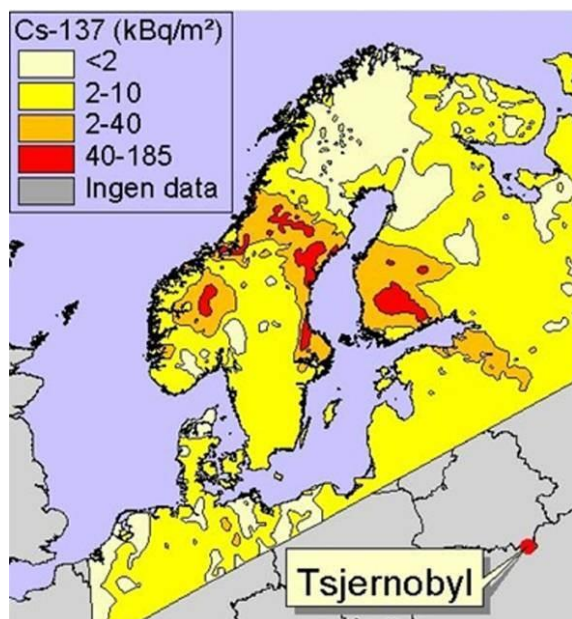 Cs-137 (kBq/m²)
<2
2-10
2-40
40-185
Ingen data
Tsjernobyl